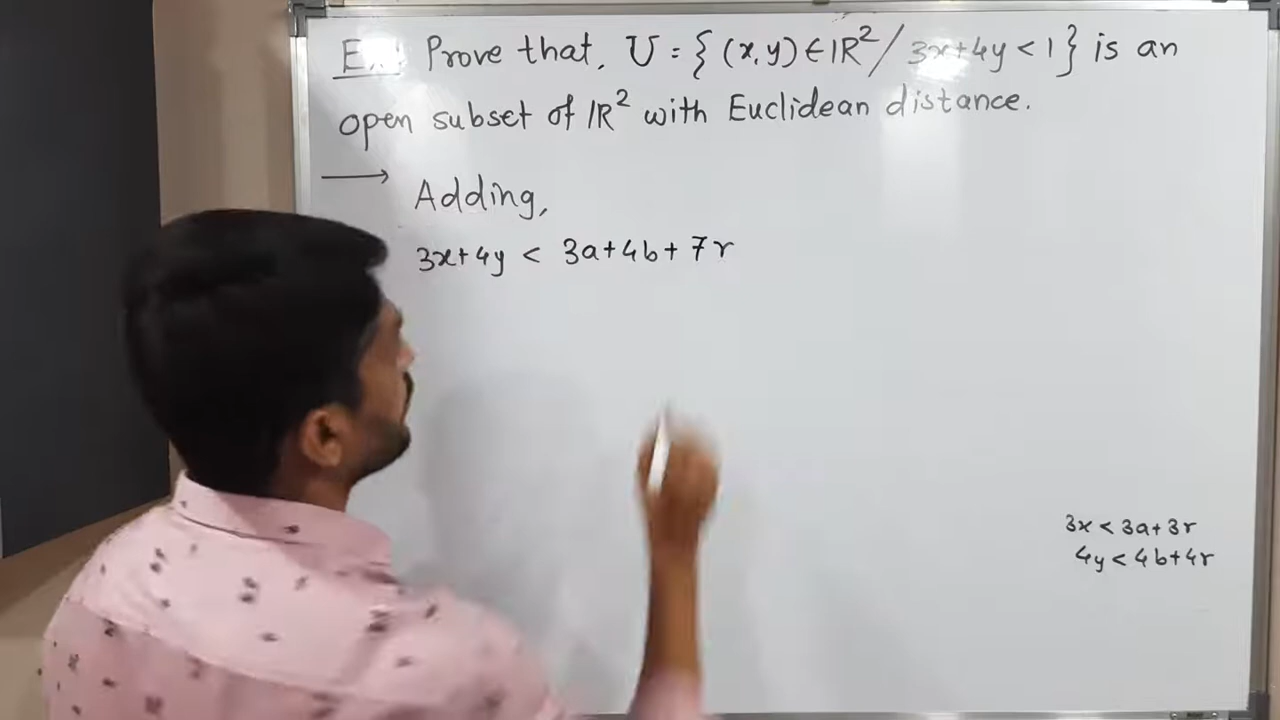 Ex: Prove that, U = { (x,y) ∈ IR² / 3x+4y < 1 } is an
open subset of IR² with Euclidean distance.
→ Adding,
3x+4y < 3a+4b+7r
3x < 3a+3r
4y < 4b+4r